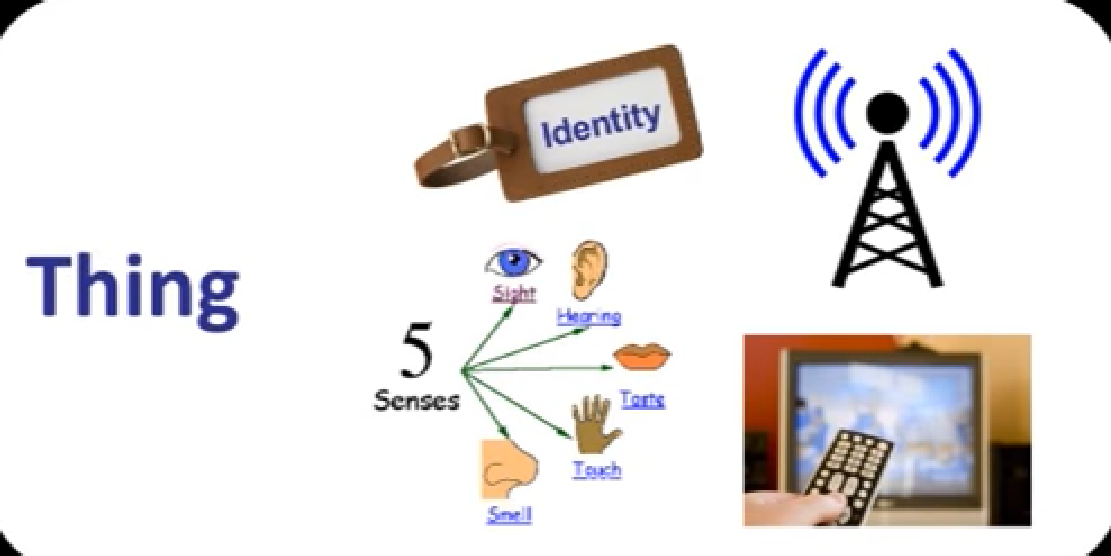 Thing
Identity
5
Senses
Sight
Hearing
Taste
Touch
Smell